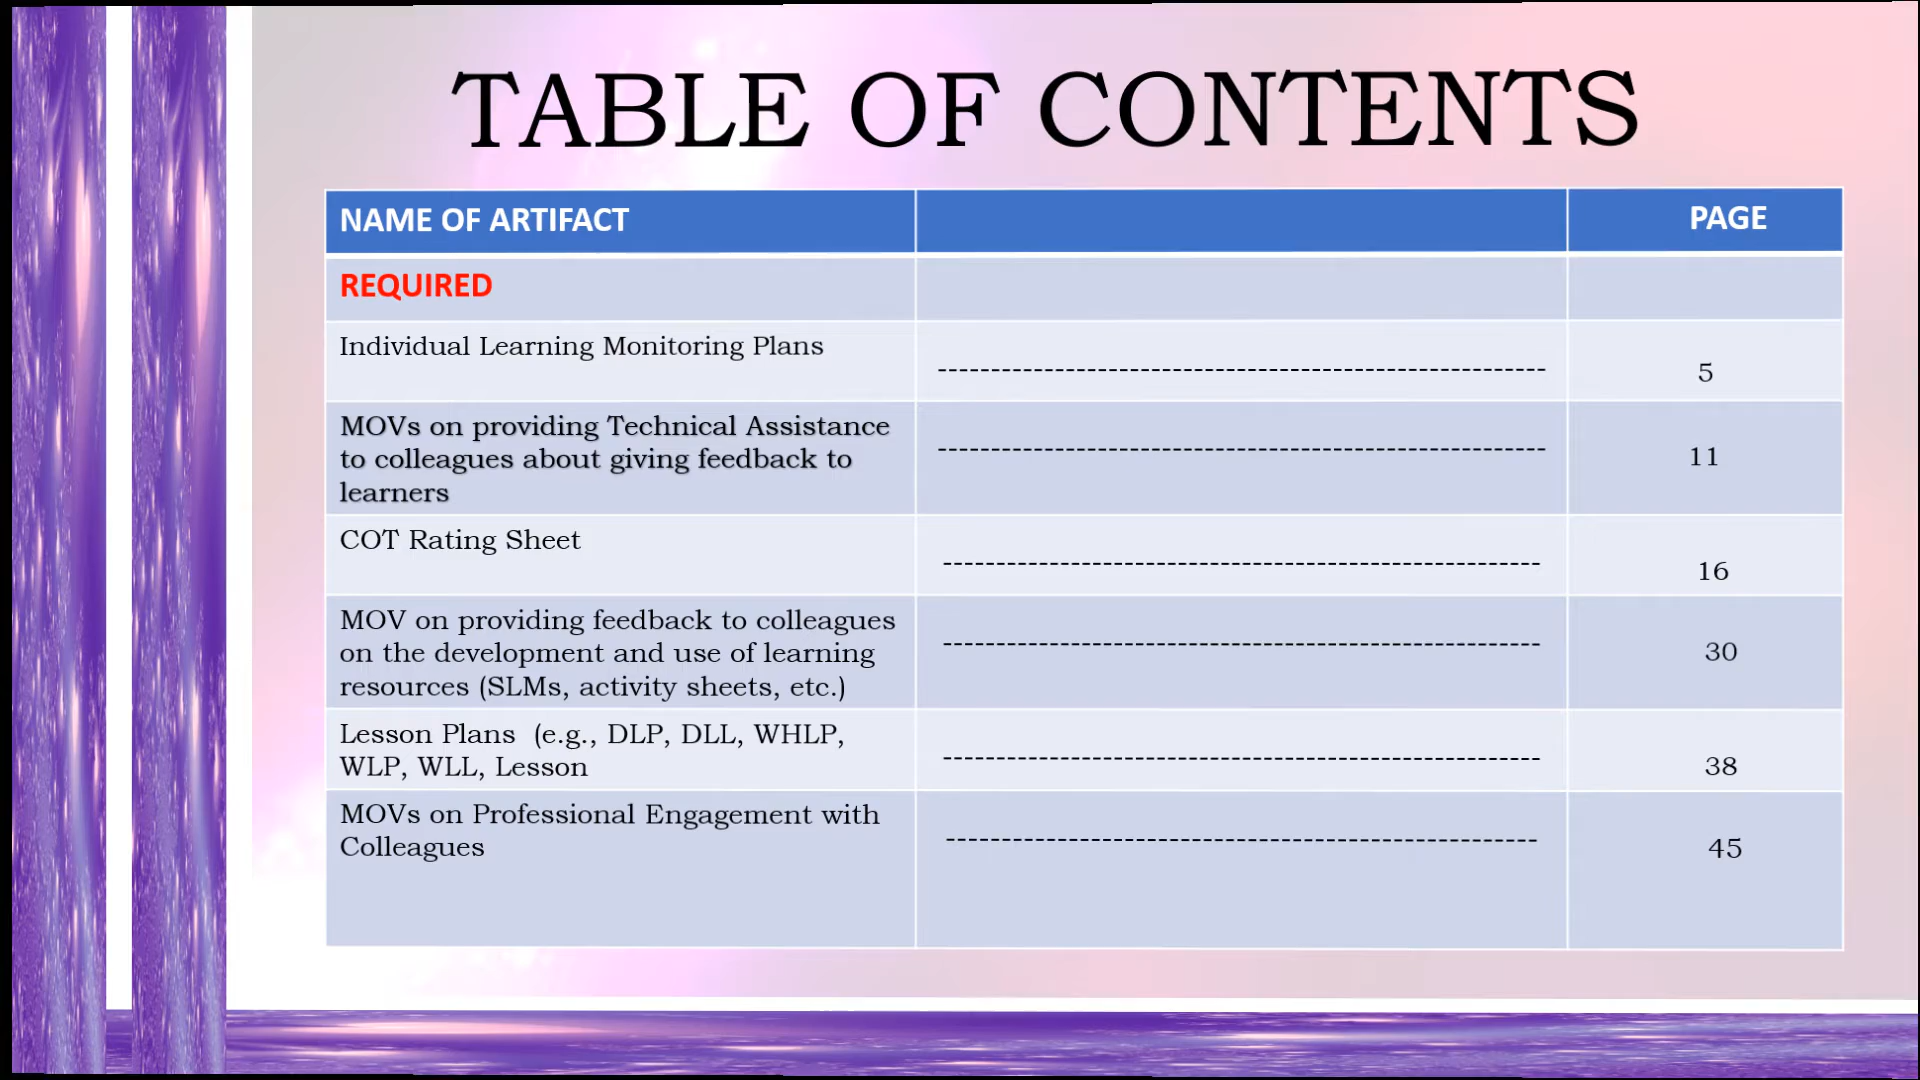 TABLE OF CONTENTS
NAME OF ARTIFACT PAGE
REQUIRED
Individual Learning Monitoring Plans
------------------------------------------------------- 5
MOVs on providing Technical Assistance
to colleagues about giving feedback to
learners
------------------------------------------------------- 11
COT Rating Sheet
------------------------------------------------------- 16
MOV on providing feedback to colleagues
on the development and use of learning
resources (SLMs, activity sheets, etc.)
------------------------------------------------------- 30
Lesson Plans (e.g., DLP, DLL, WHLP,
WLP, WLL, Lesson
------------------------------------------------------- 38
MOVs on Professional Engagement with
Colleagues
------------------------------------------------------- 45